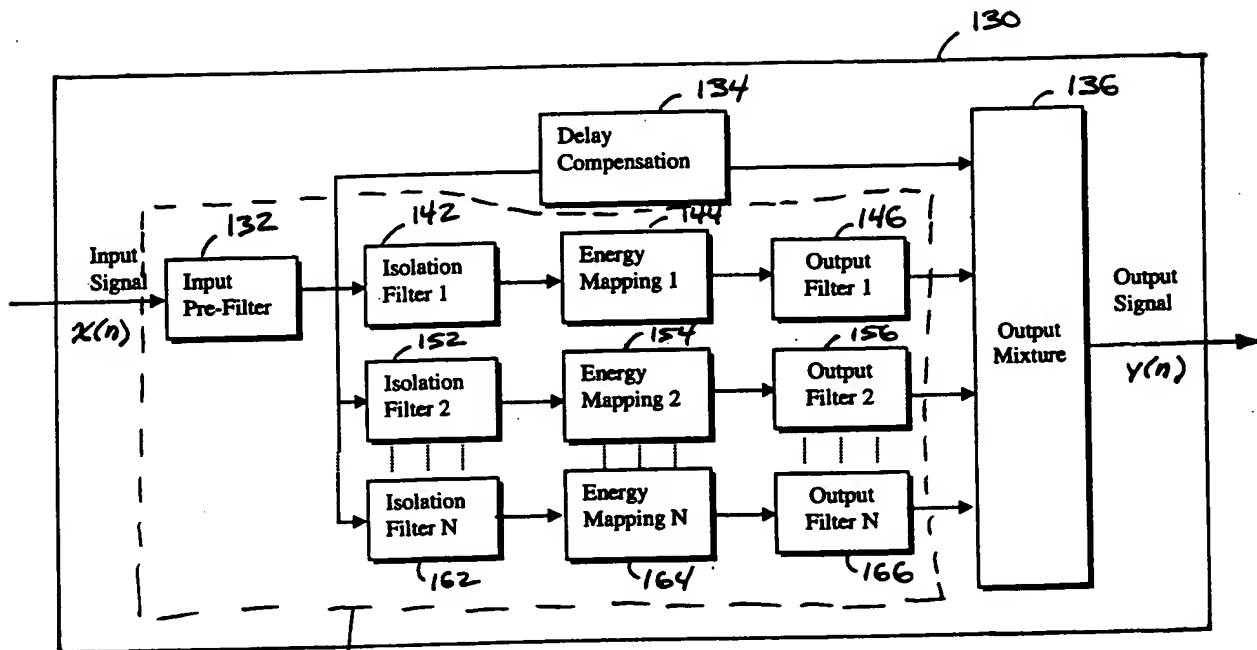 130
134
136
Delay
Compensation
132
142
144
146
Input
Signal
x(n)
Input
Pre-Filter
Isolation
Filter 1
Energy
Mapping 1
Output
Filter 1
Output
Signal
y(n)
152
154
156
Isolation
Filter 2
Energy
Mapping 2
Output
Filter 2
Output
Mixture
Isolation
Filter N
Energy
Mapping N
Output
Filter N
162
164
166